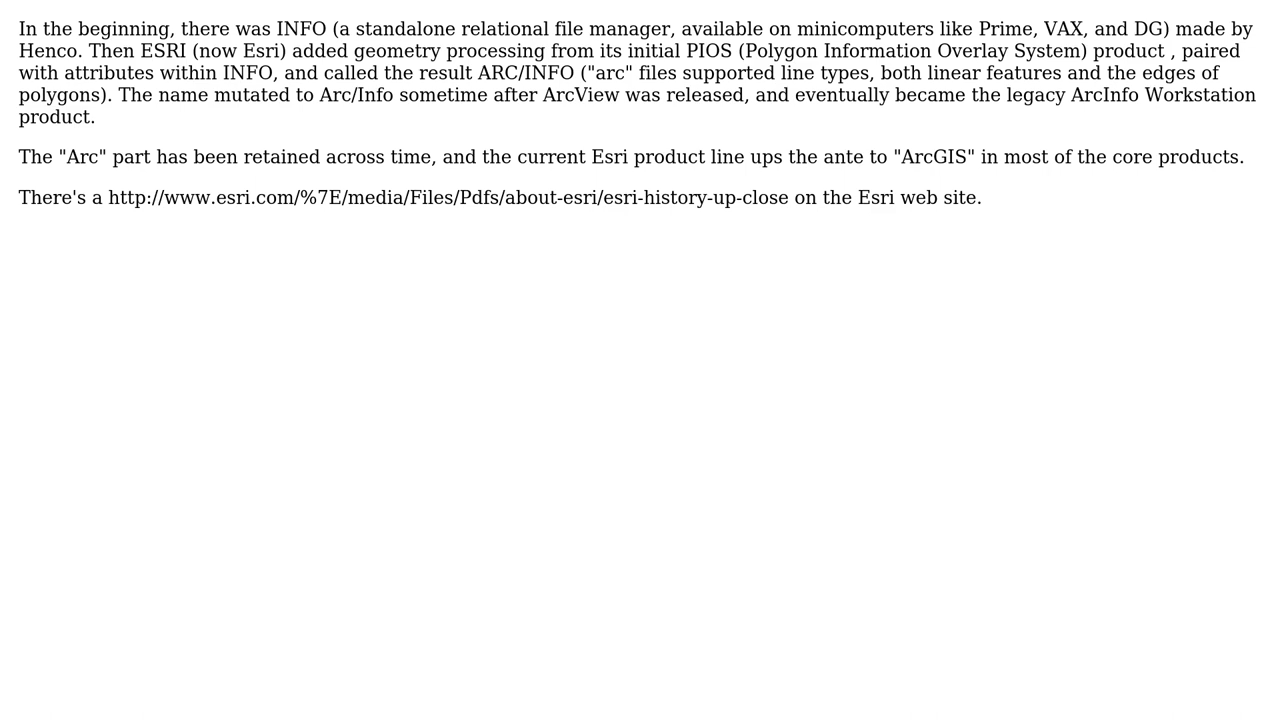 In the beginning, there was INFO (a standalone relational file manager, available on minicomputers like Prime, VAX, and DG) made by
Henco. Then ESRI (now Esri) added geometry processing from its initial PIOS (Polygon Information Overlay System) product , paired
with attributes within INFO, and called the result ARC/INFO ("arc" files supported line types, both linear features and the edges of
polygons). The name mutated to Arc/Info sometime after ArcView was released, and eventually became the legacy ArcInfo Workstation
product.
The "Arc" part has been retained across time, and the current Esri product line ups the ante to "ArcGIS" in most of the core products.
There's a http://www.esri.com/%7E/media/Files/Pdfs/about-esri/esri-history-up-close on the Esri web site.